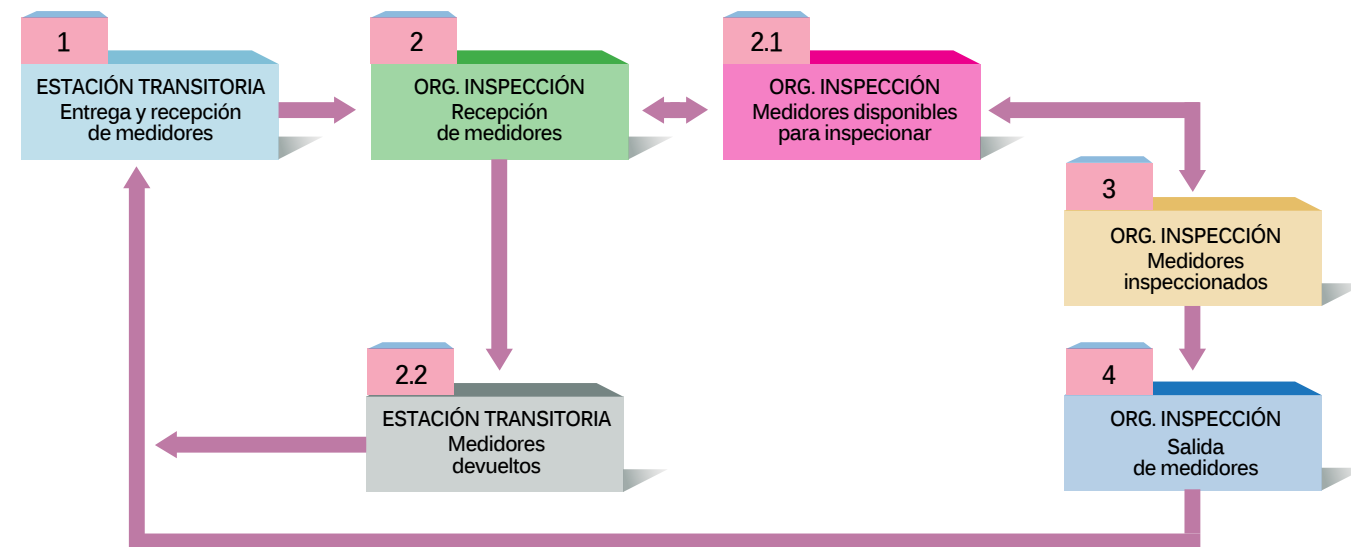 1
ESTACIÓN TRANSITORIA
Entrega y recepción
de medidores
2
ORG. INSPECCIÓN
Recepción
de medidores
2.1
ORG. INSPECCIÓN
Medidores disponibles
para inspecionar
3
ORG. INSPECCIÓN
Medidores
inspeccionados
2.2
ESTACIÓN TRANSITORIA
Medidores
devueltos
4
ORG. INSPECCIÓN
Salida
de medidores